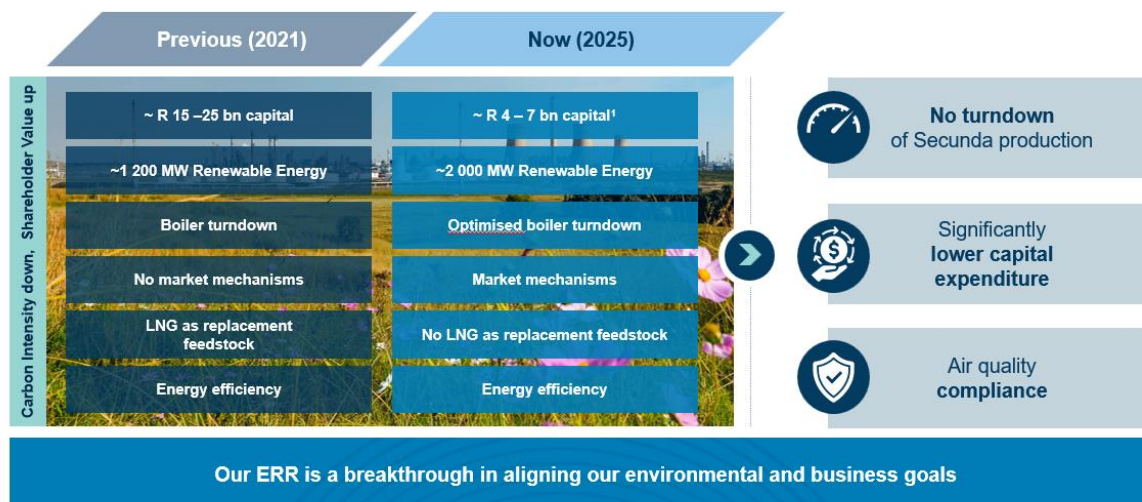 Previous (2021)
Now (2025)
Carbon Intensity down, Shareholder Value up
~ R 15 –25 bn capital
~ R 4 – 7 bn capital¹
~1 200 MW Renewable Energy
~2 000 MW Renewable Energy
Boiler turndown
Optimised boiler turndown
No market mechanisms
Market mechanisms
LNG as replacement
feedstock
No LNG as replacement feedstock
Energy efficiency
Energy efficiency
No turndown
of Secunda production
Significantly
lower capital
expenditure
Air quality
compliance
Our ERR is a breakthrough in aligning our environmental and business goals